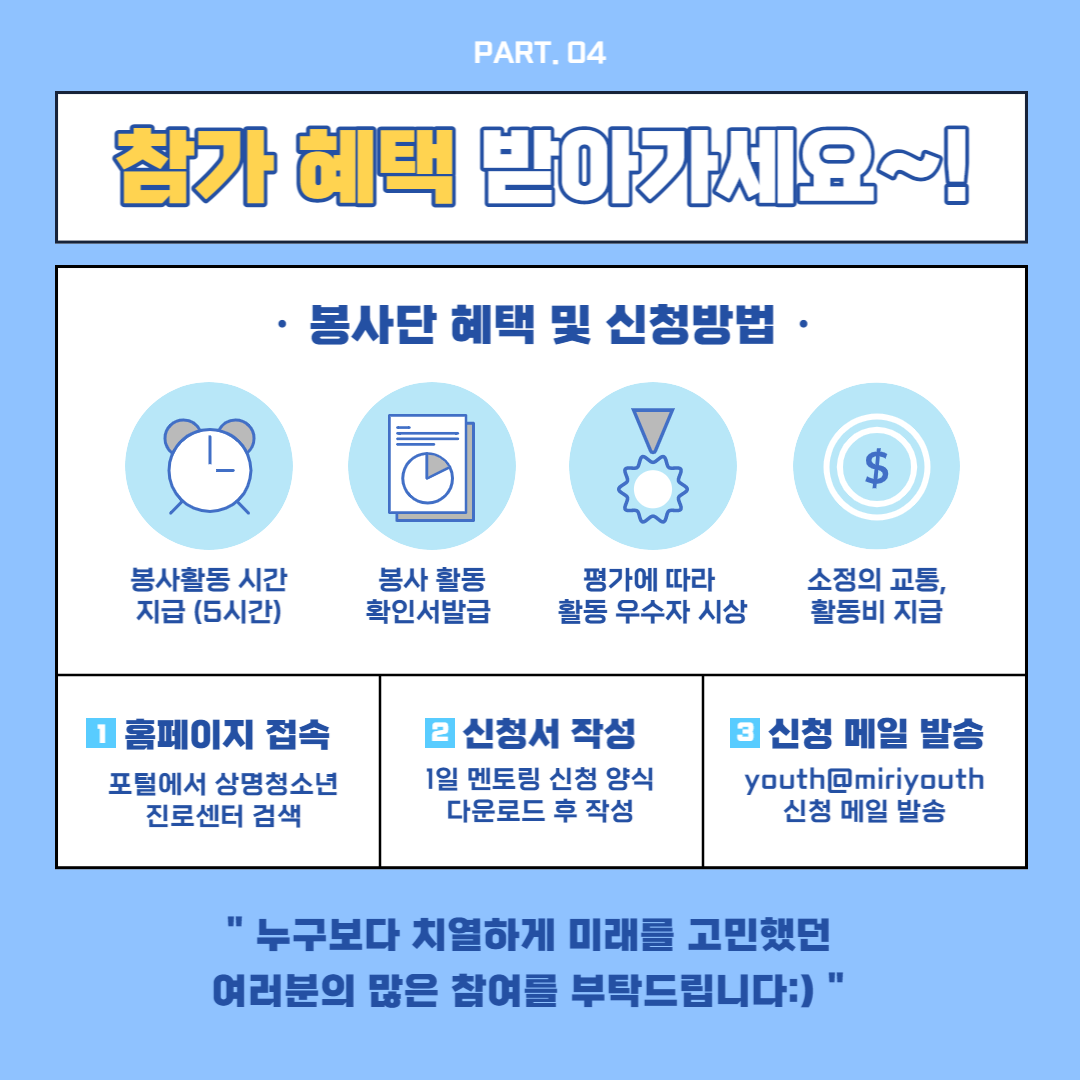 PART. 04
참가 혜택 받아가세요~!
· 봉사단 혜택 및 신청방법 ·
$
봉사활동 시간
지급 (5시간)
봉사 활동
확인서발급
평가에 따라
활동 우수자 시상
소정의 교통,
활동비 지급
1 홈페이지 접속
포털에서 상명청소년
진로센터 검색
2 신청서 작성
1일 멘토링 신청 양식
다운로드 후 작성
3 신청 메일 발송
youth@miriyouth
신청 메일 발송
" 누구보다 치열하게 미래를 고민했던
여러분의 많은 참여를 부탁드립니다:) "